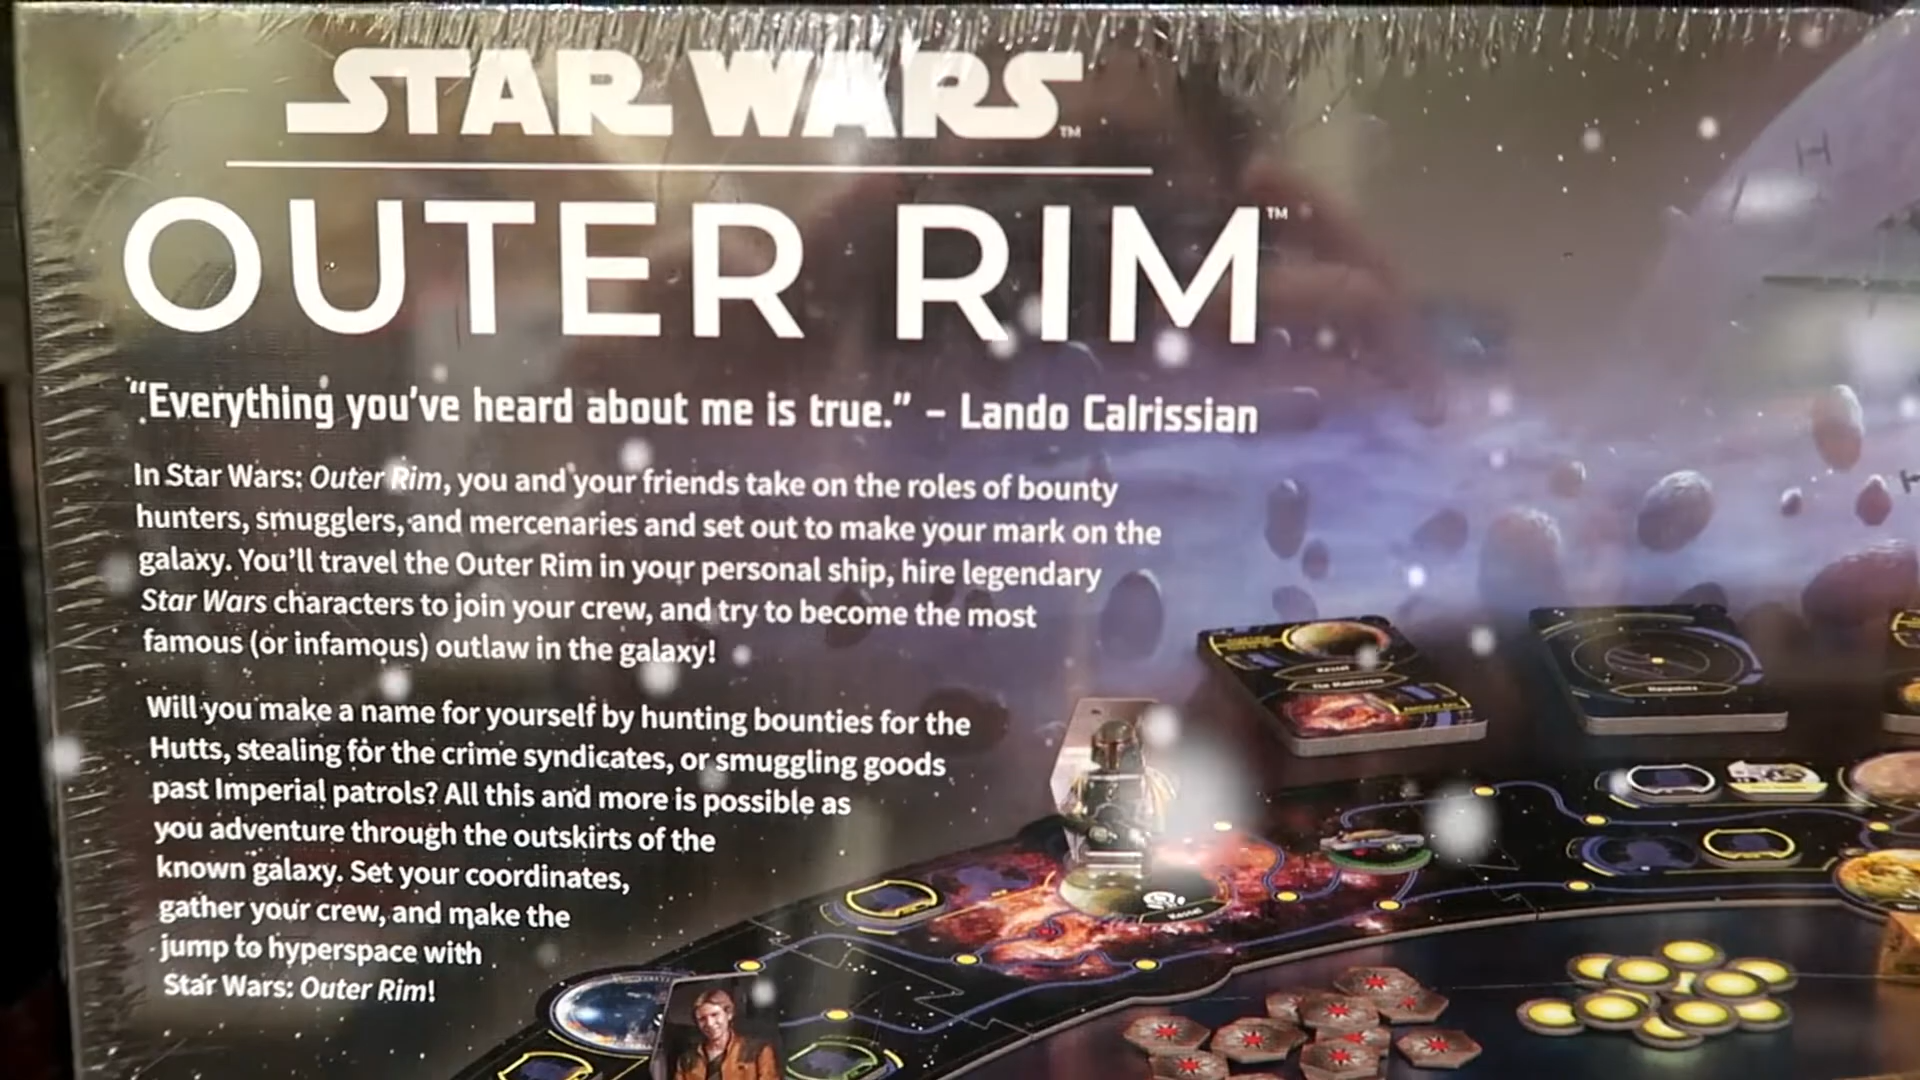 STAR WARS™
OUTER RIM™
“Everything you’ve heard about me is true.” – Lando Calrissian
In Star Wars: Outer Rim, you and your friends take on the roles of bounty
hunters, smugglers, and mercenaries and set out to make your mark on the
galaxy. You’ll travel the Outer Rim in your personal ship, hire legendary
Star Wars characters to join your crew, and try to become the most
famous (or infamous) outlaw in the galaxy!
Will you make a name for yourself by hunting bounties for the
Hutts, stealing for the crime syndicates, or smuggling goods
past Imperial patrols? All this and more is possible as
you adventure through the outskirts of the
known galaxy. Set your coordinates,
gather your crew, and make the
jump to hyperspace with
Star Wars: Outer Rim!
Kessel
The Maelstrom
Kessel